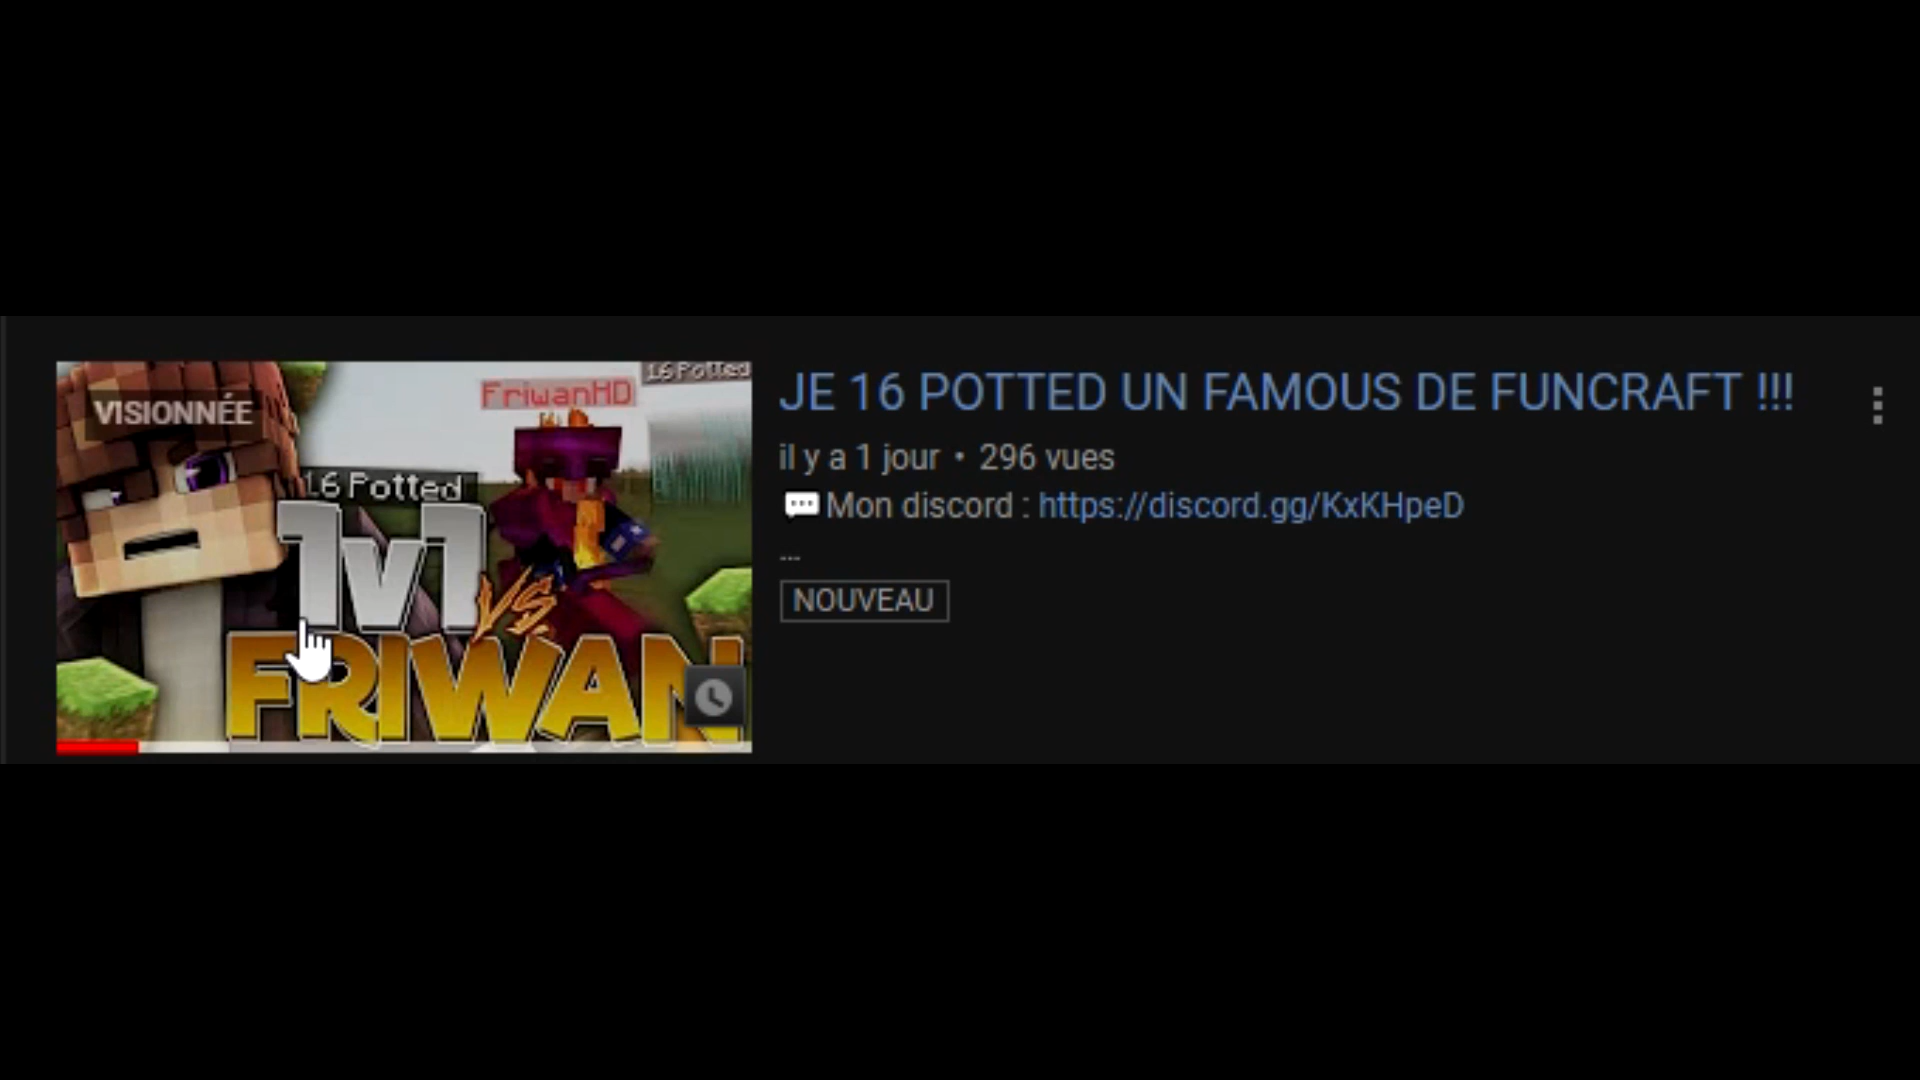 VISIONNÉE
FriwanHD
16 Potted
16 Potted
1v1
VS
FRIWAN
JE 16 POTTED UN FAMOUS DE FUNCRAFT !!!
il y a 1 jour • 296 vues
Mon discord : https://discord.gg/KxKHpeD
...
NOUVEAU